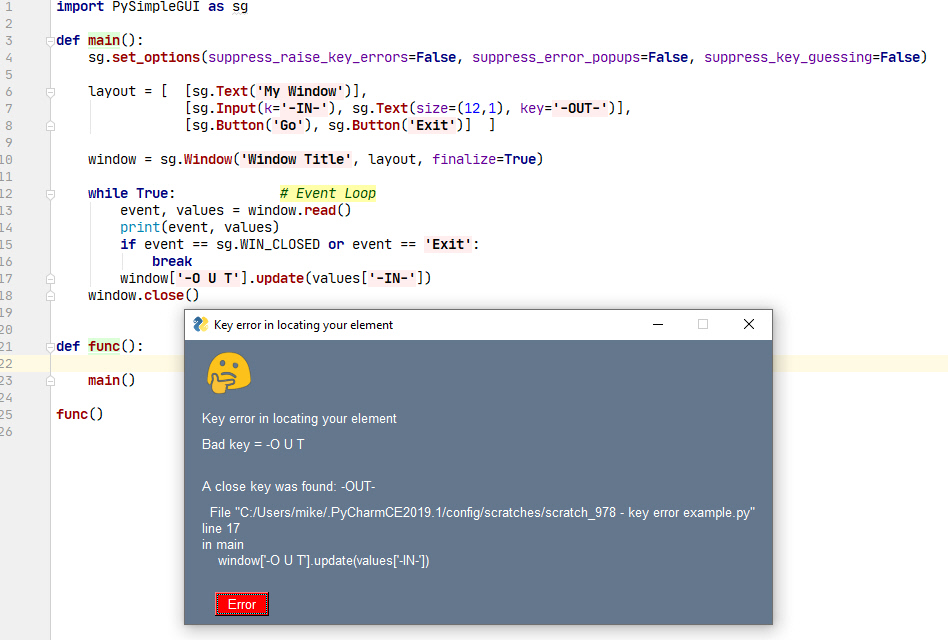 1 import PySimpleGUI as sg
2
3 def main():
4 sg.set_options(suppress_raise_key_errors=False, suppress_error_popups=False, suppress_key_guessing=False)
5
6 layout = [ [sg.Text('My Window')],
7 [sg.Input(k='-IN-'), sg.Text(size=(12,1), key='-OUT-')],
8 [sg.Button('Go'), sg.Button('Exit')] ]
9
10 window = sg.Window('Window Title', layout, finalize=True)
11
12 while True: # Event Loop
13 event, values = window.read()
14 print(event, values)
15 if event == sg.WIN_CLOSED or event == 'Exit':
16 break
17 window['-O U T'].update(values['-IN-'])
18 window.close()
19
20
21 def func():
22
23 main()
24
25 func()
26
Key error in locating your element
Key error in locating your element
Bad key = -O U T
A close key was found: -OUT-
File "C:/Users/mike/.PyCharmCE2019.1/config/scratches/scratch_978 - key error example.py"
line 17
in main
window['-O U T'].update(values['-IN-'])
Error